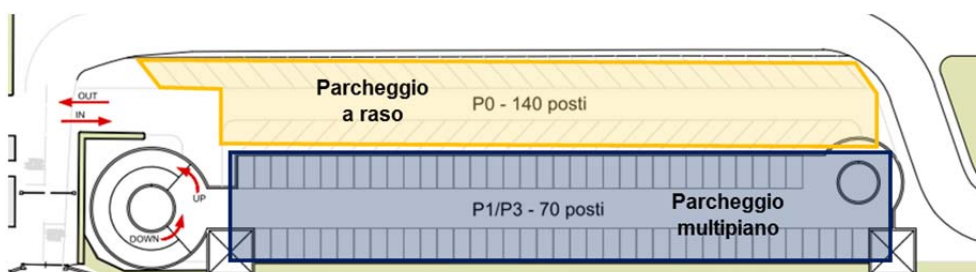 Parcheggio
a raso
P0 - 140 posti
OUT
IN
UP
DOWN
P1/P3 - 70 posti
Parcheggio
multipiano